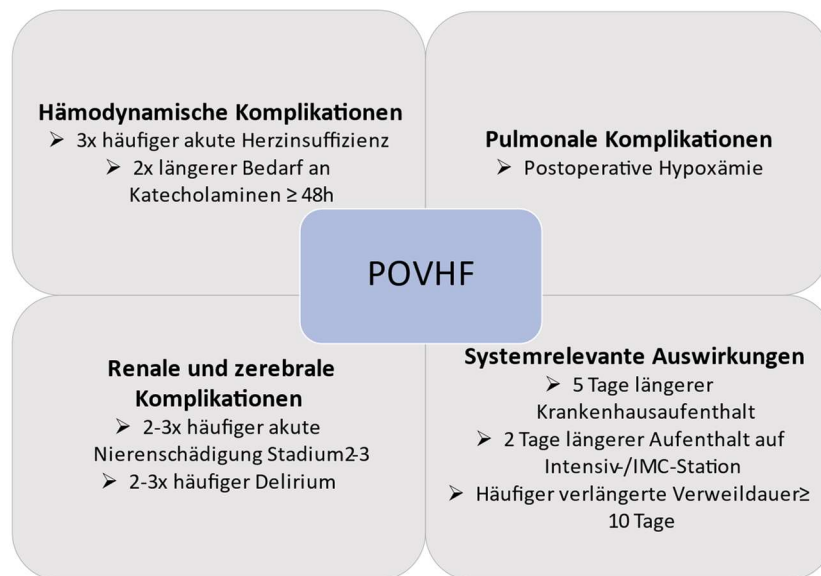 Hämodynamische Komplikationen
➢ 3x häufiger akute Herzinsuffizienz
➢ 2x längerer Bedarf an
Katecholaminen ≥ 48h
Pulmonale Komplikationen
➢ Postoperative Hypoxämie
POVHF
Renale und zerebrale
Komplikationen
➢ 2-3x häufiger akute
Nierenschädigung Stadium2-3
➢ 2-3x häufiger Delirium
Systemrelevante Auswirkungen
➢ 5 Tage längerer
Krankenhausaufenthalt
➢ 2 Tage längerer Aufenthalt auf
Intensiv-/IMC-Station
➢ Häufiger verlängerte Verweildauer≥
10 Tage